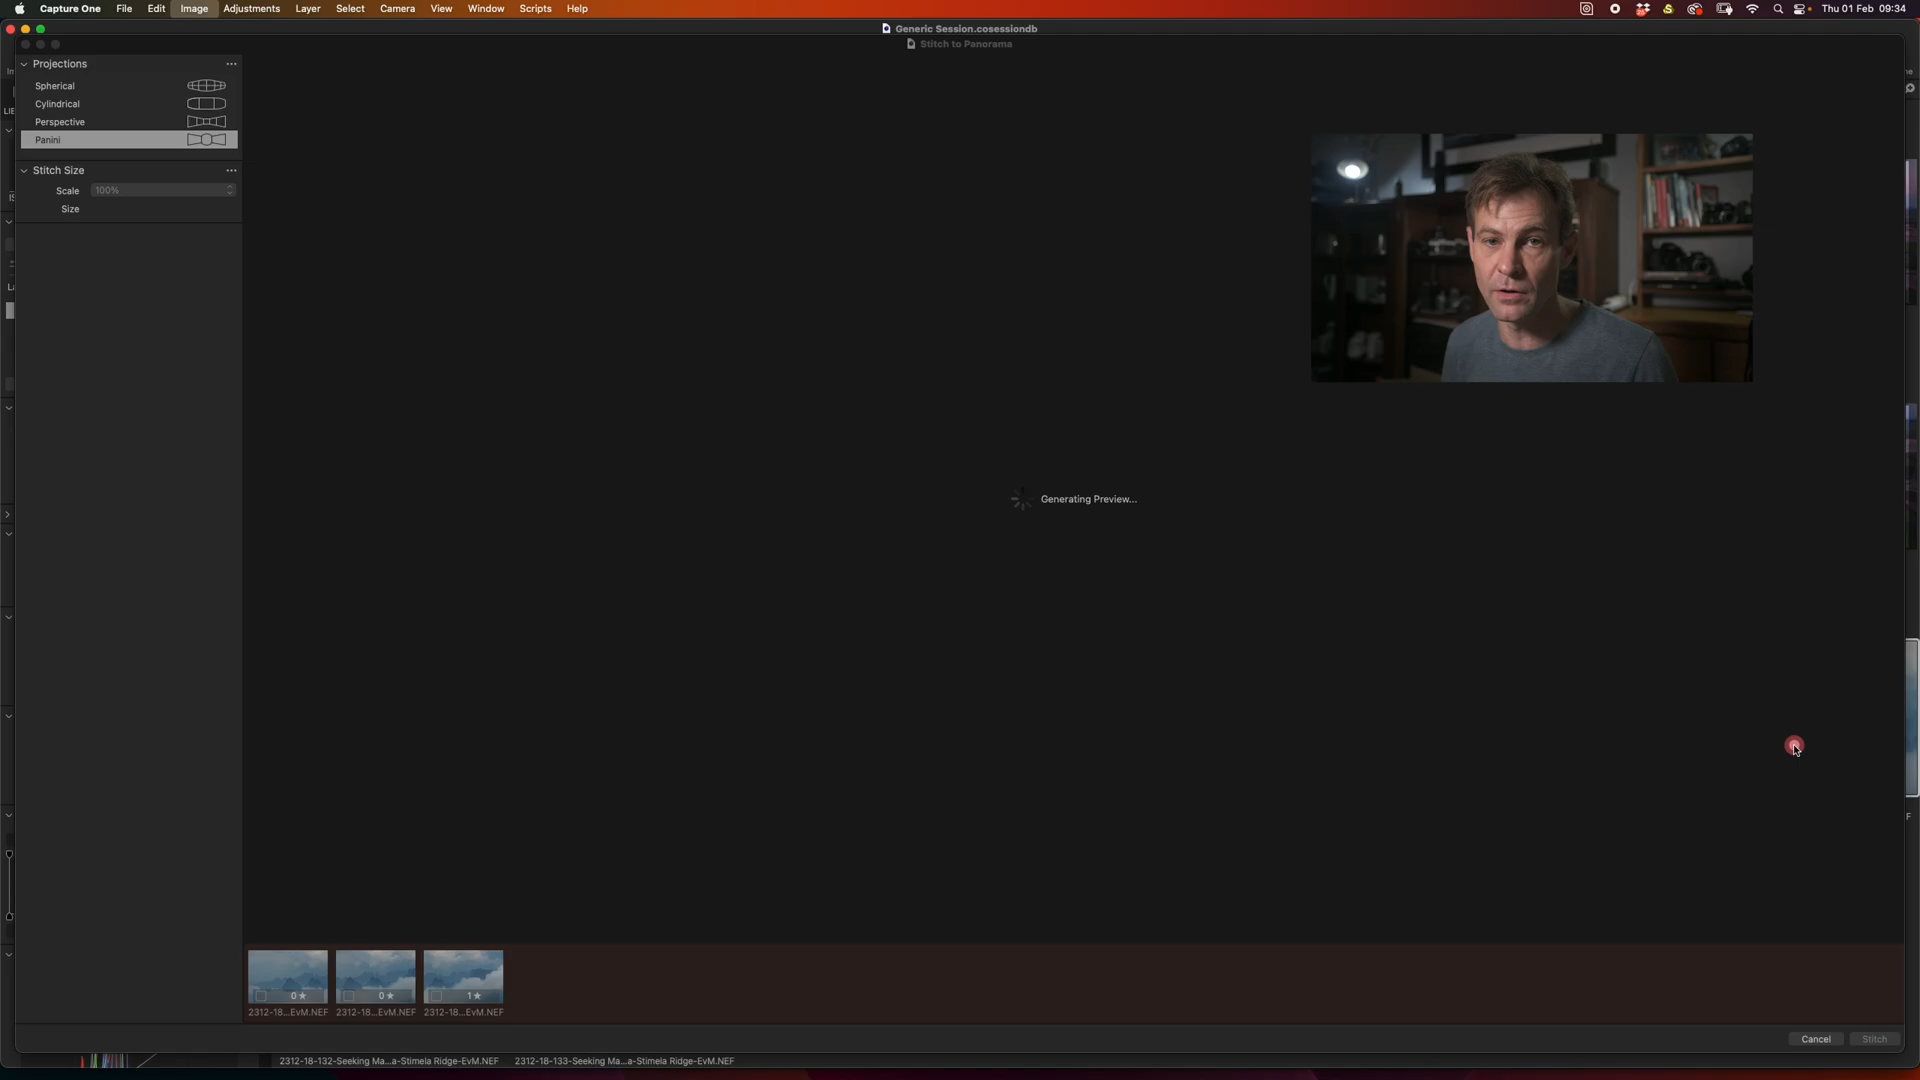 Capture One File Edit Image Adjustments Layer Select Camera View Window Scripts Help Thu 01 Feb 09:34
Generic Session.cosessiondb
Stitch to Panorama
Projections
Spherical
Cylindrical
Perspective
Panini
Stitch Size
Scale 100%
Size
Generating Preview...
0★ 0★ 1★
2312-18...EvM.NEF 2312-18...EvM.NEF 2312-18...EvM.NEF
Cancel Stitch
2312-18-132-Seeking Ma...a-Stimela Ridge-EvM.NEF 2312-18-133-Seeking Ma...a-Stimela Ridge-EvM.NEF